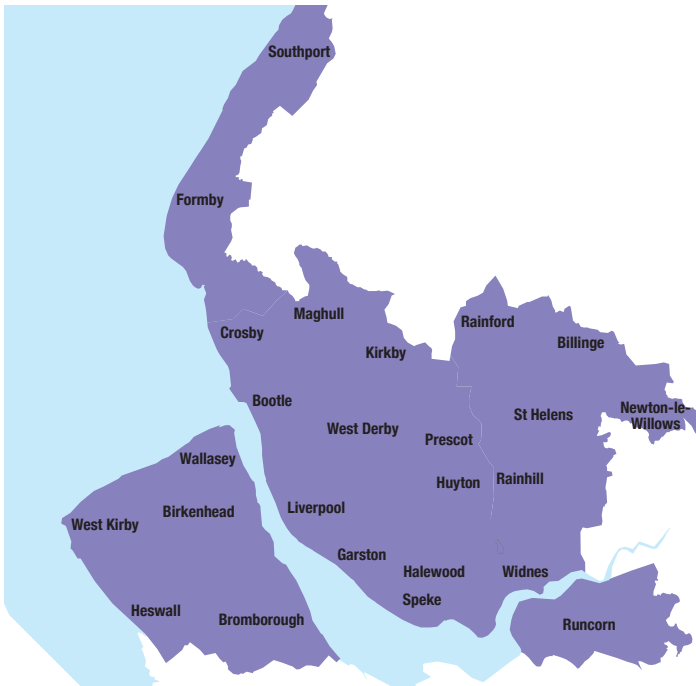 Southport
Formby
Maghull
Rainford
Crosby
Billinge
Kirkby
Bootle
Newton-le-
Willows
St Helens
West Derby
Prescot
Wallasey
Rainhill
Huyton
Liverpool
Birkenhead
West Kirby
Garston
Halewood
Widnes
Speke
Heswall
Bromborough
Runcorn